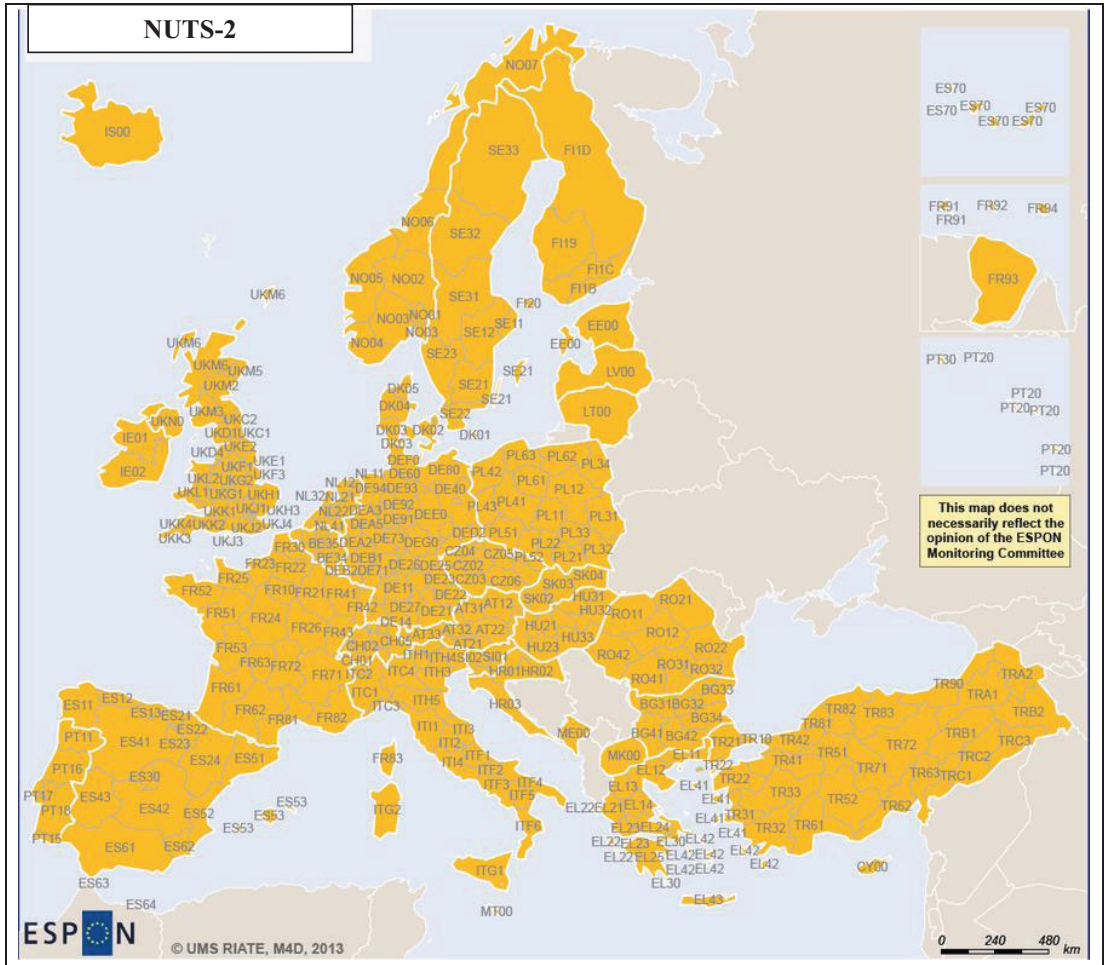 NUTS-2
NO07
IS00
SE33
FI1D
ES70
ES70 ES70 ES70
ES70 ES70
FR91 FR92 FR94
FR91
FR93
NO06
SE32
FI19
FI1C
FI1B
NO05 NO02
SE31
FI20
UKM6
NO03 NO01
NO03
NO04
SE12 SE11
SE23
EE00
EE00
PT30 PT20
PT20
PT20 PT20
PT20
PT20
UKM6
UKM6 UKM5
UKM2
UKM3
UKN0
LV00
LT00
SE21
SE21
SE21
SE22
DK05
DK04
DK03 DK02
DK03
DK01
IE01
IE02
UKC2
UKD1 UKC1
UKE2
UKD4
UKE1
UKF1
UKF3
UKL2 UKG2
UKL1 UKG1 UKH1
UKK1 UKJ1 UKH3
UKK4 UKK2 UKJ2 UKJ4
UKK3 UKJ3
DEF0
NL11 DE60 DE80
NL12 DE94 DE93 DE40
NL32 NL21
NL22 DEA3 DE92
NL41 DEA5 DE91 DEE0
DED2
BE35 DEA2 DE73 DEG0
BE34 DEB1
DEB2 DE71 DE26 DE25
DE23
DE11 DE22
DE27 DE21
DE14
PL63 PL62 PL34
PL42 PL61
PL43 PL41 PL12
PL11 PL31
PL51 PL33
PL22 PL32
PL52 PL21
CZ04 CZ05
CZ02
CZ03 CZ06
SK03 SK04
SK02
HU31
HU32
HU21
HU33
HU23
AT31 AT12
AT33 AT32 AT22
AT21
CH02 CH05
CH01
This map does not
necessarily reflect the
opinion of the ESPON
Monitoring Committee
FR30
FR23 FR22
FR25
FR52 FR10 FR21 FR41
FR51 FR24 FR42
FR26 FR43
FR53
FR63 FR72
FR71
FR61
FR62
FR81 FR82
FR83
ITH1 ITH4 SI02 SI01
ITC2 ITC4 ITH3
ITC1
ITC3 ITH5
ITI1 ITI3
ITI2
ITI4 ITF1
ITF2
ITF3 ITF4
ITF5
ITF6
ITG2
ITG1
MT00
HR01 HR02
HR03
ME00
RO11 RO21
RO12
RO42 RO22
RO31
RO41 RO32
BG33
BG31 BG32
BG34
BG41 BG42
MK00
ES11 ES12
ES13 ES21
ES22
ES41 ES23
ES24 ES51
ES30
ES43
ES42 ES52
ES53
ES53
ES53
ES61 ES62
ES63
ES64
PT11
PT16
PT17
PT18
PT15
EL11
EL12
EL13
EL14
EL22 EL21
EL23 EL24
EL22 EL23 EL30
EL22 EL25
EL30
EL41
EL41
EL41
EL41
EL42
EL42 EL42
EL42 EL42
EL42
EL42
EL43
CY00
TR21 TR10
TR22
TR22
TR90 TRA1 TRA2
TR82 TR83
TR81
TR42
TR41 TR51 TR72 TRB1 TRB2
TRC3
TRC2
TR71 TR63 TRC1
TR33
TR52
TR62
TR31
TR32 TR61
ESPON
© UMS RIATE, M4D, 2013
0 240 480
km